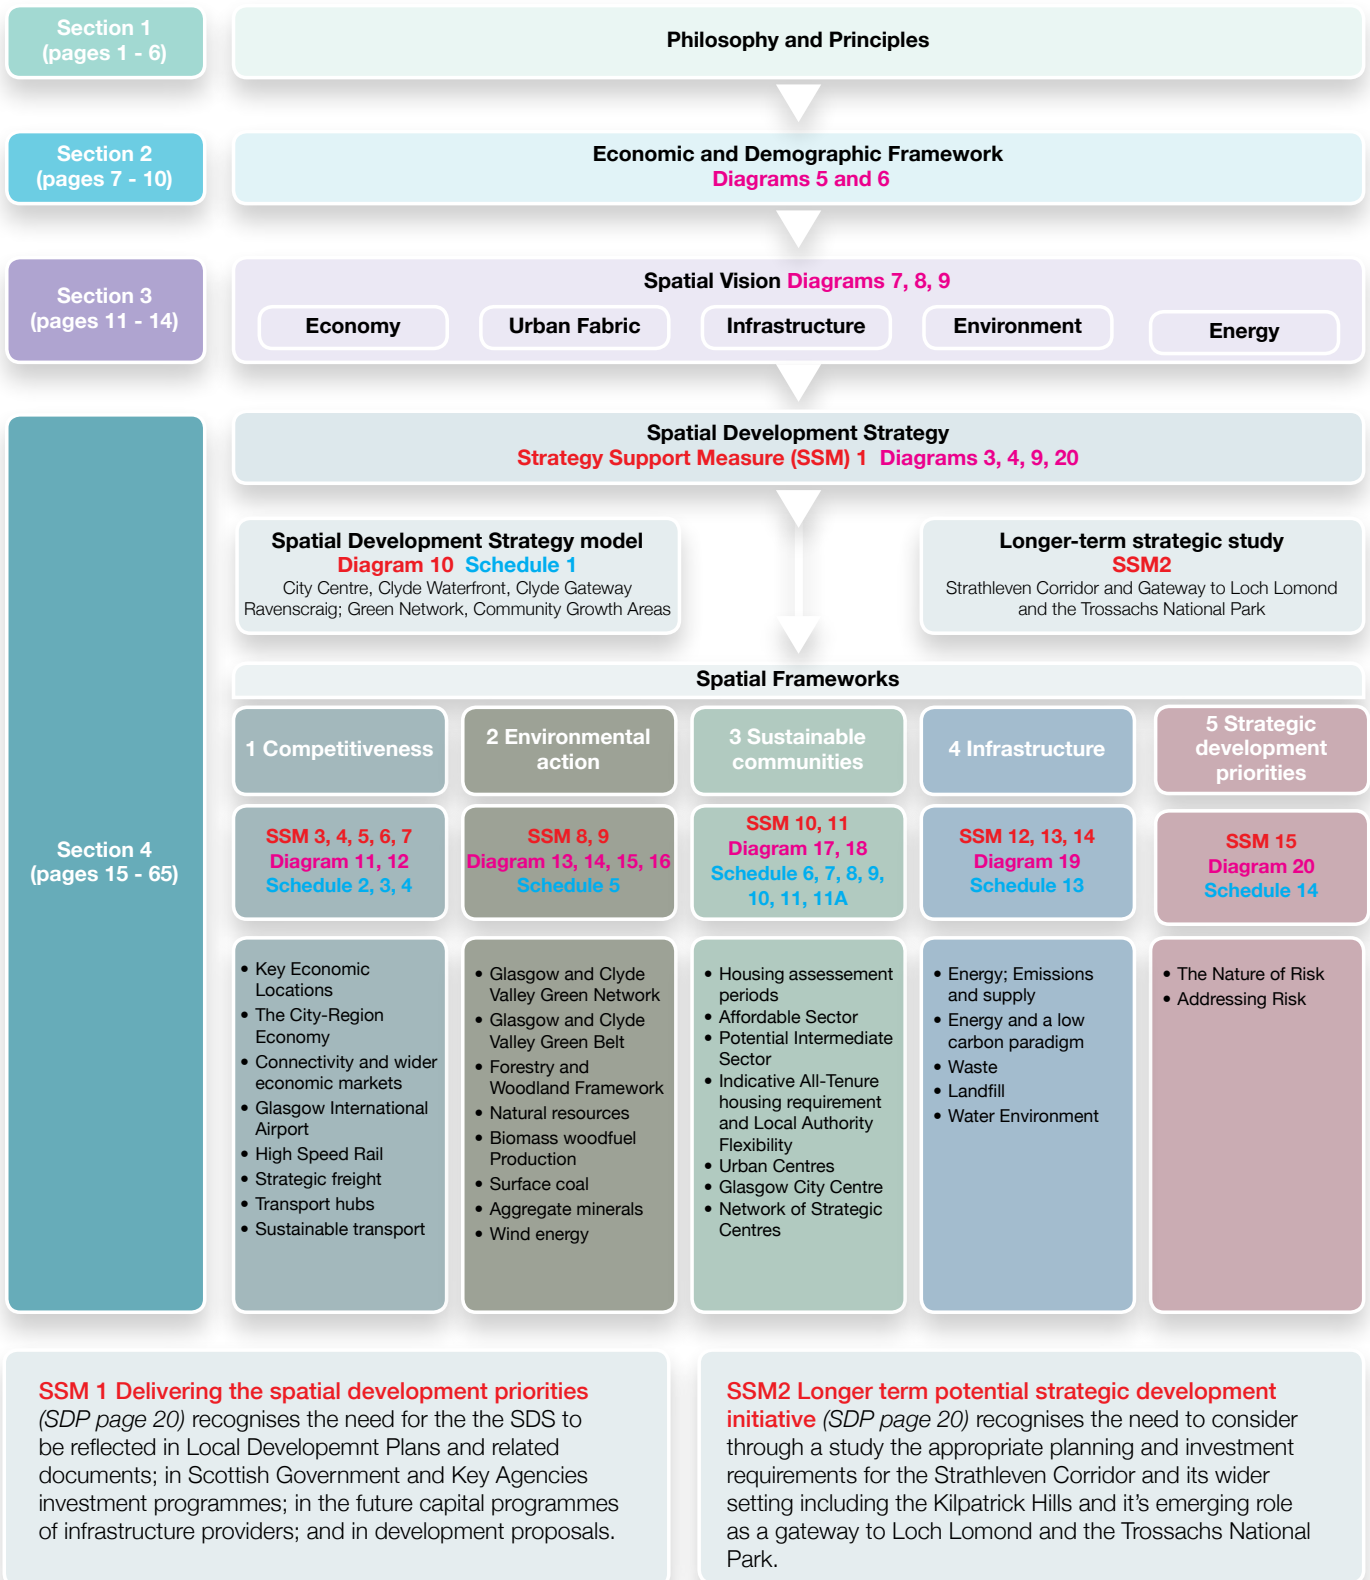 Section 1
(pages 1 - 6)
Philosophy and Principles
Section 2
(pages 7 - 10)
Economic and Demographic Framework
Diagrams 5 and 6
Section 3
(pages 11 - 14)
Spatial Vision Diagrams 7, 8, 9
Economy
Urban Fabric
Infrastructure
Environment
Energy
Section 4
(pages 15 - 65)
Spatial Development Strategy
Strategy Support Measure (SSM) 1 Diagrams 3, 4, 9, 20
Spatial Development Strategy model
Diagram 10 Schedule 1
City Centre, Clyde Waterfront, Clyde Gateway
Ravenscraig; Green Network, Community Growth Areas
Longer-term strategic study
SSM2
Strathleven Corridor and Gateway to Loch Lomond
and the Trossachs National Park
Spatial Frameworks
1 Competitiveness
SSM 3, 4, 5, 6, 7
Diagram 11, 12
Schedule 2, 3, 4
• Key Economic
Locations
• The City-Region
Economy
• Connectivity and wider
economic markets
• Glasgow International
Airport
• High Speed Rail
• Strategic freight
• Transport hubs
• Sustainable transport
2 Environmental
action
SSM 8, 9
Diagram 13, 14, 15, 16
Schedule 5
• Glasgow and Clyde
Valley Green Network
• Glasgow and Clyde
Valley Green Belt
• Forestry and
Woodland Framework
• Natural resources
• Biomass woodfuel
Production
• Surface coal
• Aggregate minerals
• Wind energy
3 Sustainable
communities
SSM 10, 11
Diagram 17, 18
Schedule 6, 7, 8, 9,
10, 11, 11A
• Housing assessement
periods
• Affordable Sector
• Potential Intermediate
Sector
• Indicative All-Tenure
housing requirement
and Local Authority
Flexibility
• Urban Centres
• Glasgow City Centre
• Network of Strategic
Centres
4 Infrastructure
SSM 12, 13, 14
Diagram 19
Schedule 13
• Energy; Emissions
and supply
• Energy and a low
carbon paradigm
• Waste
• Landfill
• Water Environment
5 Strategic
development
priorities
SSM 15
Diagram 20
Schedule 14
• The Nature of Risk
• Addressing Risk
SSM 1 Delivering the spatial development priorities
(SDP page 20) recognises the need for the the SDS to
be reflected in Local Developemnt Plans and related
documents; in Scottish Government and Key Agencies
investment programmes; in the future capital programmes
of infrastructure providers; and in development proposals.
SSM2 Longer term potential strategic development
initiative (SDP page 20) recognises the need to consider
through a study the appropriate planning and investment
requirements for the Strathleven Corridor and its wider
setting including the Kilpatrick Hills and it's emerging role
as a gateway to Loch Lomond and the Trossachs National
Park.